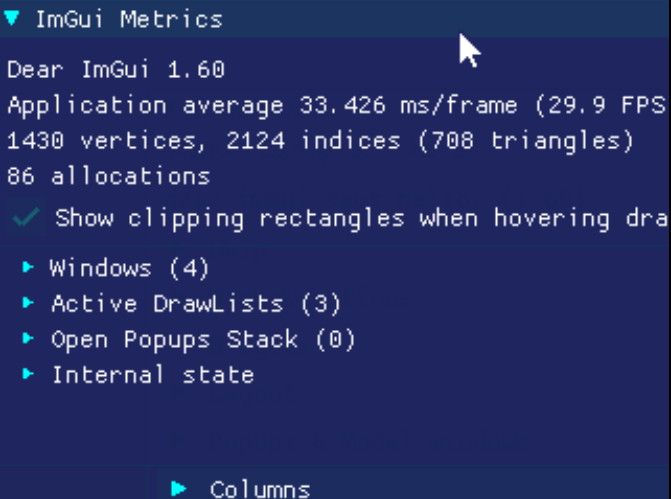 ImGui Metrics
Dear ImGui 1.60
Application average 33.426 ms/frame (29.9 FPS
1430 vertices, 2124 indices (708 triangles)
86 allocations
Show clipping rectangles when hovering dra
Windows (4)
Active DrawLists (3)
Open Popups Stack (0)
Internal state
Columns